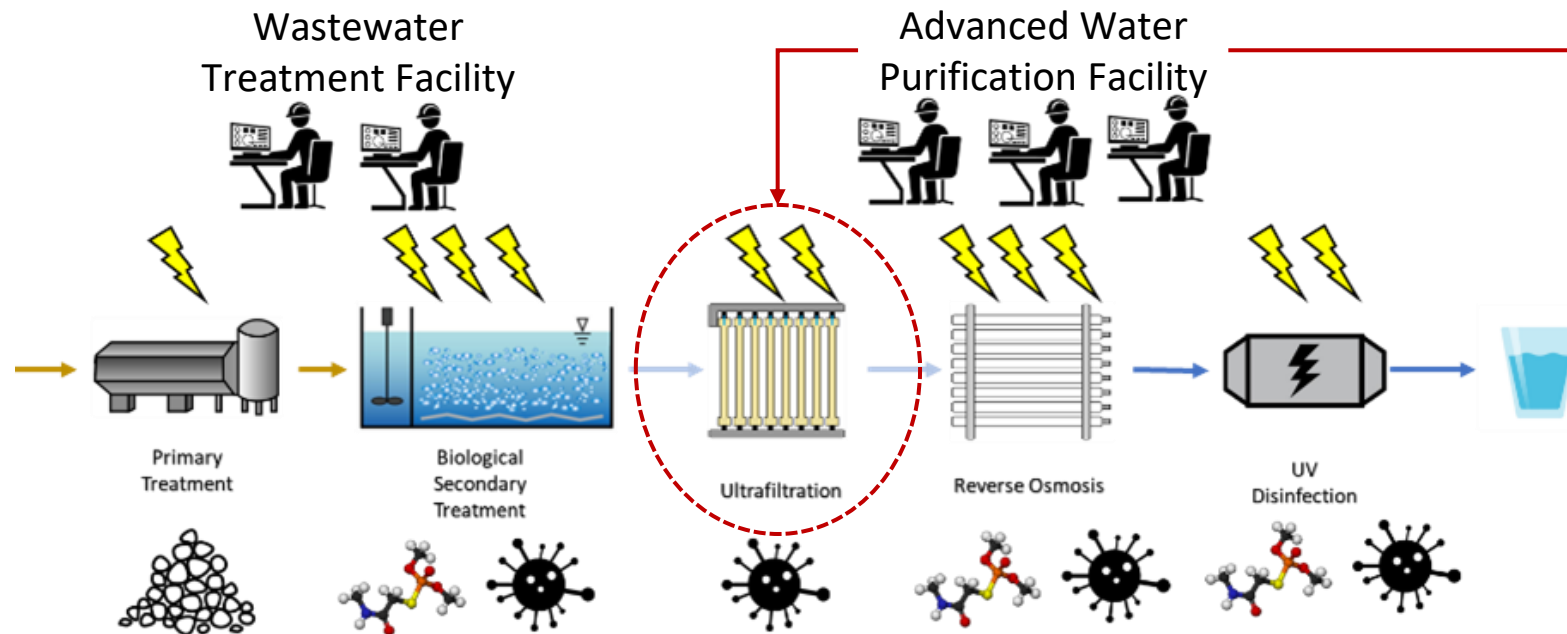 Wastewater
Treatment Facility
Advanced Water
Purification Facility
Primary
Treatment
Biological
Secondary
Treatment
Ultrafiltration
Reverse Osmosis
UV
Disinfection